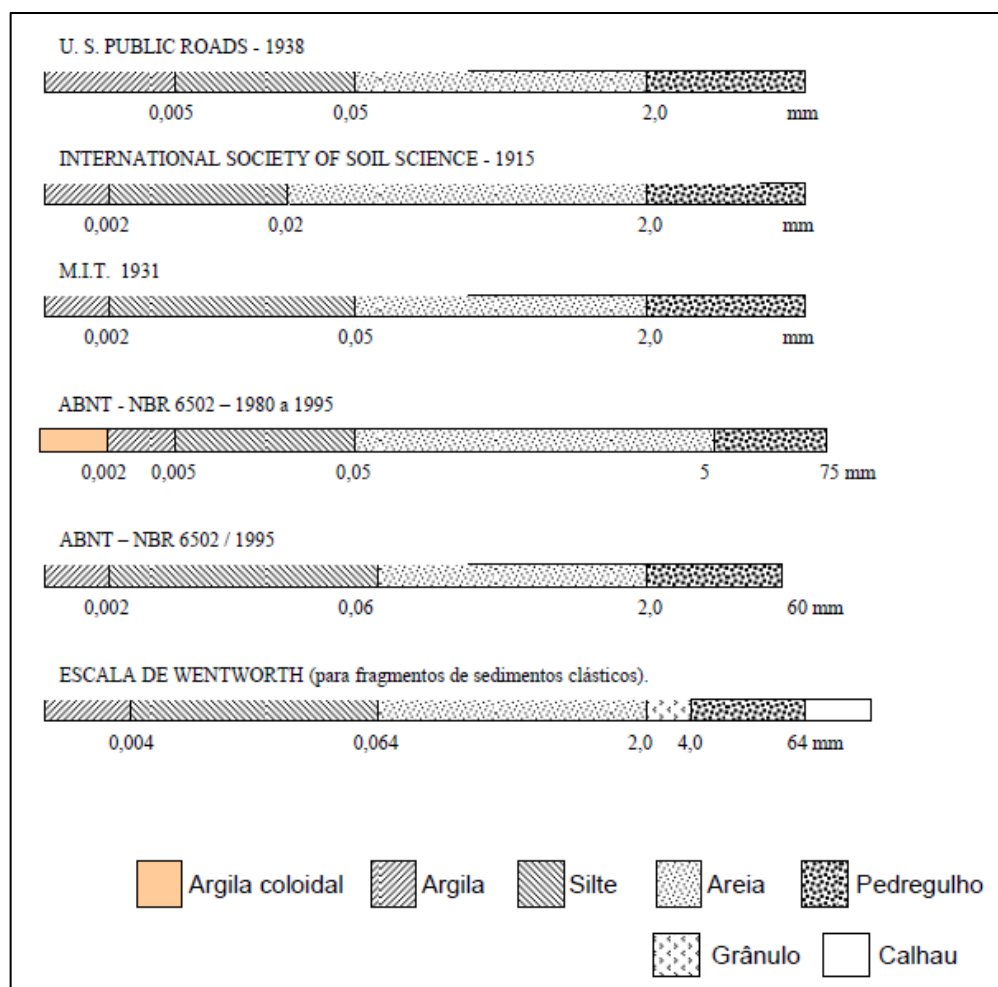 U. S. PUBLIC ROADS - 1938
0,005 0,05 2,0 mm
INTERNATIONAL SOCIETY OF SOIL SCIENCE - 1915
0,002 0,02 2,0 mm
M.I.T. 1931
0,002 0,05 2,0 mm
ABNT - NBR 6502 – 1980 a 1995
0,002 0,005 0,05 5 75 mm
ABNT – NBR 6502 / 1995
0,002 0,06 2,0 60 mm
ESCALA DE WENTWORTH (para fragmentos de sedimentos clásticos).
0,004 0,064 2,0 4,0 64 mm
Argila coloidal Argila Silte Areia Pedregulho
Grânulo Calhau